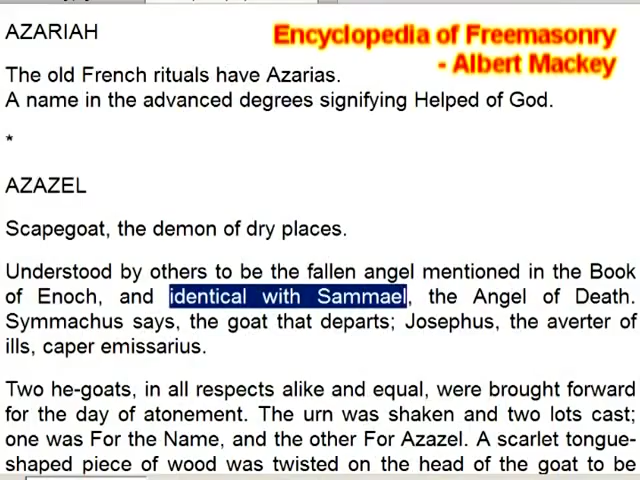 AZARIAH
Encyclopedia of Freemasonry
- Albert Mackey
The old French rituals have Azarias.
A name in the advanced degrees signifying Helped of God.
*
AZAZEL
Scapegoat, the demon of dry places.
Understood by others to be the fallen angel mentioned in the Book
of Enoch, and identical with Sammael, the Angel of Death.
Symmachus says, the goat that departs; Josephus, the averter of
ills, caper emissarius.
Two he-goats, in all respects alike and equal, were brought forward
for the day of atonement. The urn was shaken and two lots cast;
one was For the Name, and the other For Azazel. A scarlet tongue-
shaped piece of wood was twisted on the head of the goat to be